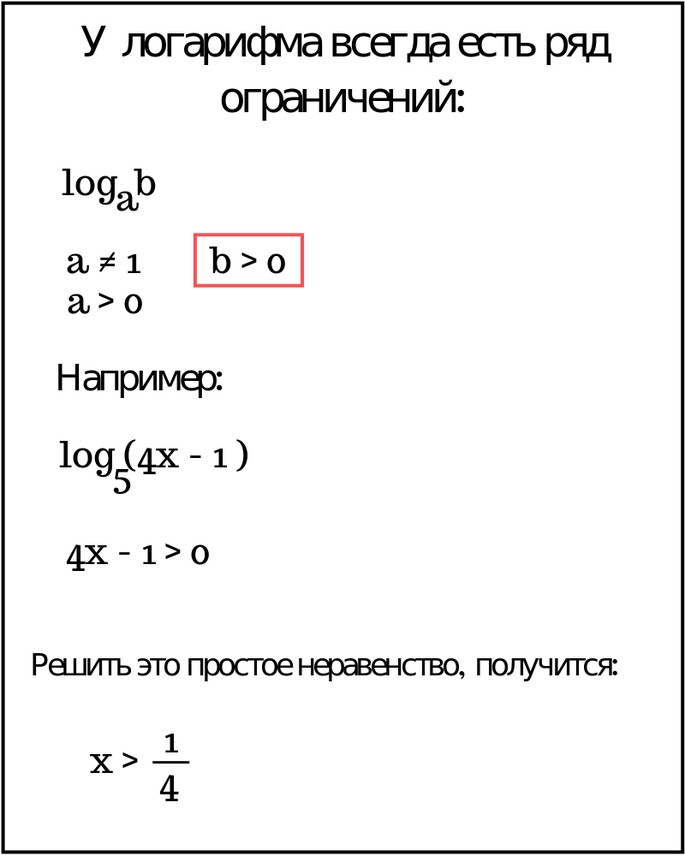 У логарифма всегда есть ряд
ограничений:
logₐb
a ≠ 1 b > 0
a > 0
Например:
log₅(4x - 1)
4x - 1 > 0
Решить это простое неравенство, получится:
x > 1/4